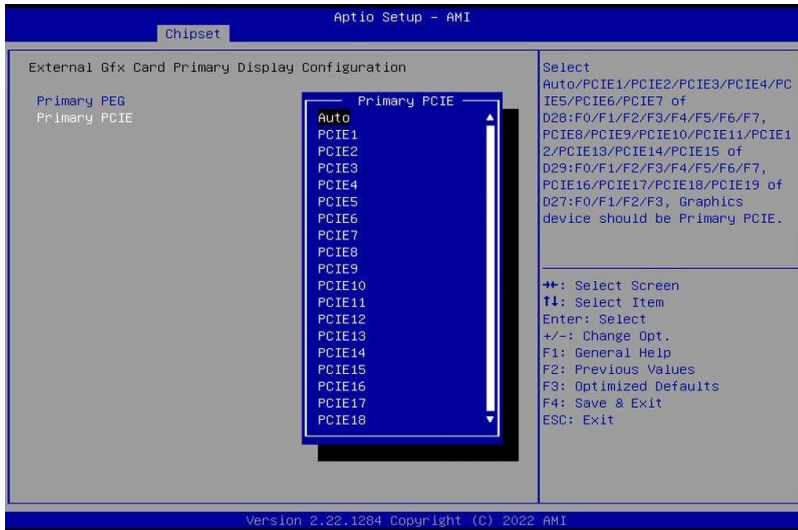 Aptio Setup – AMI
Chipset
External Gfx Card Primary Display Configuration
Primary PEG
Primary PCIE
Primary PCIE
Auto
PCIE1
PCIE2
PCIE3
PCIE4
PCIE5
PCIE6
PCIE7
PCIE8
PCIE9
PCIE10
PCIE11
PCIE12
PCIE13
PCIE14
PCIE15
PCIE16
PCIE17
PCIE18
Select
Auto/PCIE1/PCIE2/PCIE3/PCIE4/PC
IE5/PCIE6/PCIE7 of
D28:F0/F1/F2/F3/F4/F5/F6/F7,
PCIE8/PCIE9/PCIE10/PCIE11/PCIE1
2/PCIE13/PCIE14/PCIE15 of
D29:F0/F1/F2/F3/F4/F5/F6/F7,
PCIE16/PCIE17/PCIE18/PCIE19 of
D27:F0/F1/F2/F3, Graphics
device should be Primary PCIE.
→←: Select Screen
↑↓: Select Item
Enter: Select
+/-: Change Opt.
F1: General Help
F2: Previous Values
F3: Optimized Defaults
F4: Save & Exit
ESC: Exit
Version 2.22.1284 Copyright (C) 2022 AMI